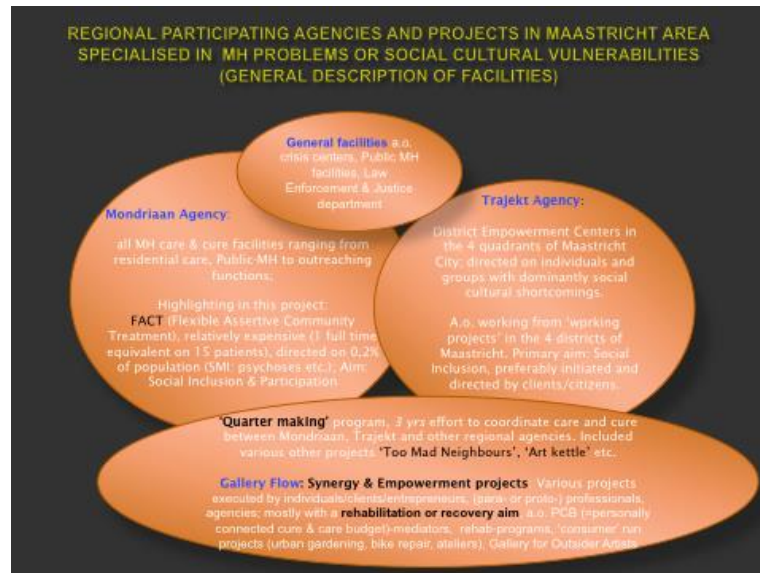 REGIONAL PARTICIPATING AGENCIES AND PROJECTS IN MAASTRICHT AREA
SPECIALISED IN MH PROBLEMS OR SOCIAL CULTURAL VULNERABILITIES
(GENERAL DESCRIPTION OF FACILITIES)
General facilities a.o.
crisis centers, Public MH
facilities, Law
Enforcement & Justice
department
Mondriaan Agency:
all MH care & cure facilities ranging from
residential care, Public-MH to outreaching
functions;
Highlighting in this project:
FACT (Flexible Assertive Community
Treatment), relatively expensive (1 full time
equivalent on 15 patients), directed on 0,2%
of population (SMI: psychoses etc.); Aim:
Social Inclusion & Participation
Trajekt Agency:
District Empowerment Centers in
the 4 quadrants of Maastricht
City; directed on individuals and
groups with dominantly social
cultural shortcomings.
A.o. working from 'working
projects' in the 4 districts of
Maastricht. Primary aim: Social
Inclusion, preferably initiated and
directed by clients/citizens.
'Quarter making' program, 3 yrs effort to coordinate care and cure
between Mondriaan, Trajekt and other regional agencies. Included
various other projects 'Too Mad Neighbours', 'Art kettle' etc.
Gallery Flow: Synergy & Empowerment projects Various projects
executed by individuals/clients/entrepreneurs, (para- or proto-) professionals,
agencies; mostly with a rehabilitation or recovery aim a.o. PCB (npersonally
connected cure & care budget)-mediators, rehab-programs, 'consumer' run
projects (urban gardening, bike repair, ateliers), Gallery for Outsider Artists